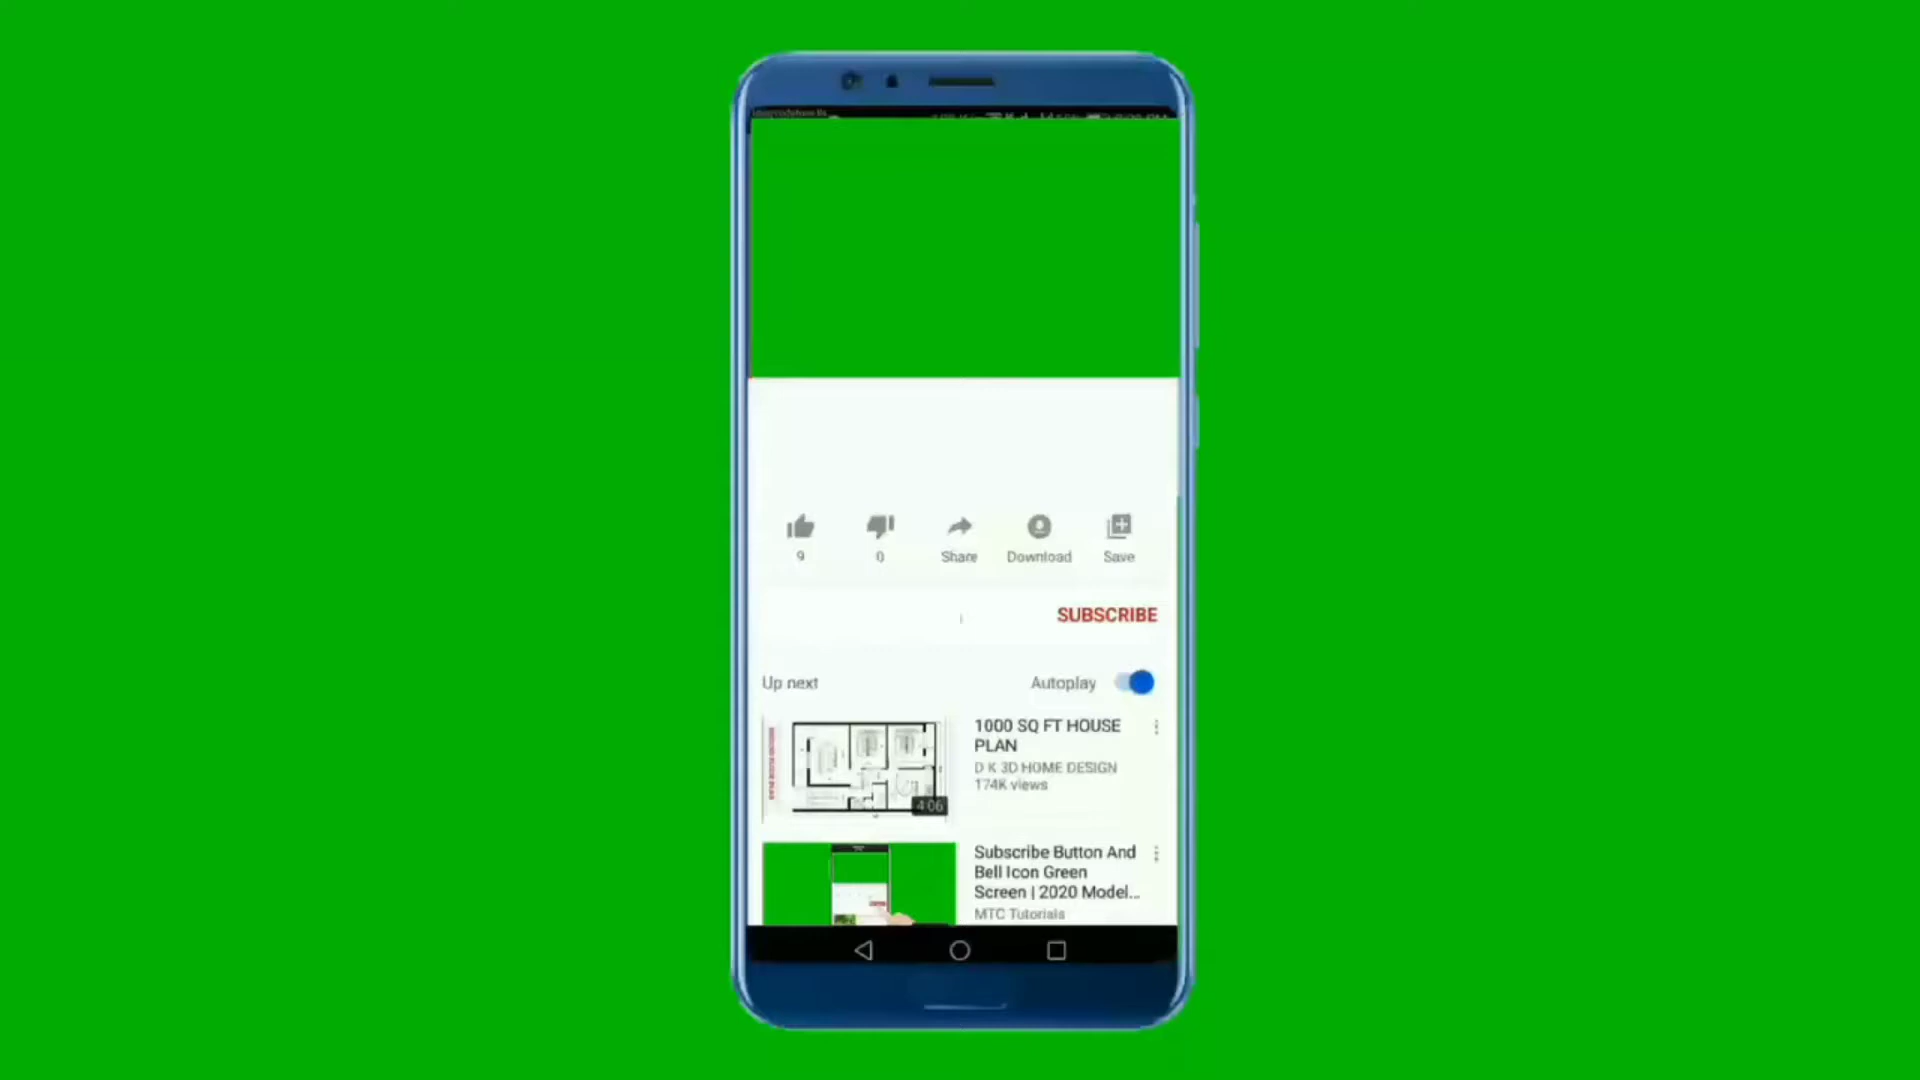 9
0
Share
Download
Save
SUBSCRIBE
Up next
Autoplay
1000 SQ FT HOUSE
PLAN
D K 3D HOME DESIGN
174K views
4:06
Subscribe Button And
Bell Icon Green
Screen | 2020 Model...
MTC Tutorials